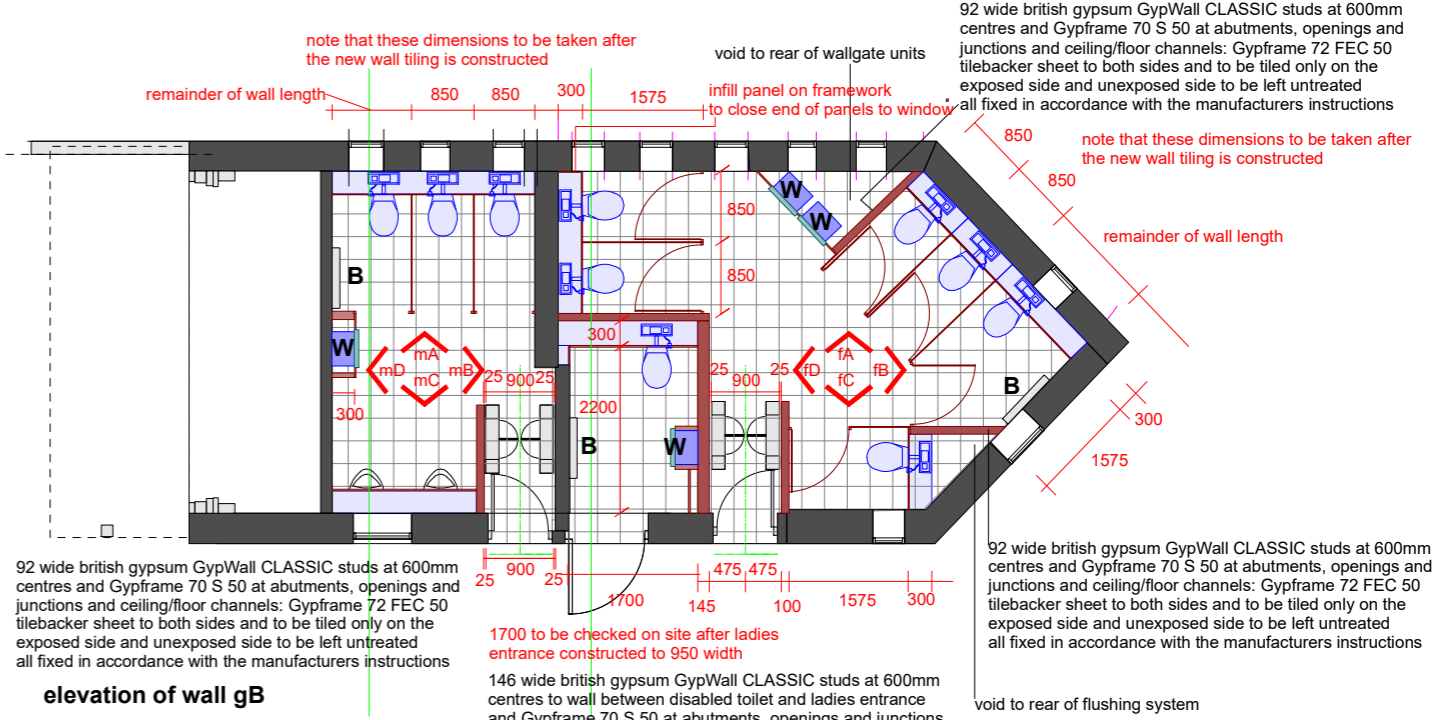 92 wide british gypsum GypWall CLASSIC studs at 600mm
centres and Gypframe 70 S 50 at abutments, openings and
junctions and ceiling/floor channels: Gypframe 72 FEC 50
tilebacker sheet to both sides and to be tiled only on the
exposed side and unexposed side to be left untreated
all fixed in accordance with the manufacturers instructions
note that these dimensions to be taken after
the new wall tiling is constructed
void to rear of wallgate units
remainder of wall length
850
850
300
1575
infill panel on framework
to close end of panels to window
850
850
note that these dimensions to be taken after
the new wall tiling is constructed
remainder of wall length
W
W
850
850
B
W
300
mA
mD
mB
mC
25
900
25
300
2200
B
W
25
900
25
fA
fD
fB
fC
B
300
1575
25
900
25
1700
145
475
475
100
1575
300
92 wide british gypsum GypWall CLASSIC studs at 600mm
centres and Gypframe 70 S 50 at abutments, openings and
junctions and ceiling/floor channels: Gypframe 72 FEC 50
tilebacker sheet to both sides and to be tiled only on the
exposed side and unexposed side to be left untreated
all fixed in accordance with the manufacturers instructions
elevation of wall gB
1700 to be checked on site after ladies
entrance constructed to 950 width
146 wide british gypsum GypWall CLASSIC studs at 600mm
centres to wall between disabled toilet and ladies entrance
and Gypframe 70 S 50 at abutments, openings and junctions
92 wide british gypsum GypWall CLASSIC studs at 600mm
centres and Gypframe 70 S 50 at abutments, openings and
junctions and ceiling/floor channels: Gypframe 72 FEC 50
tilebacker sheet to both sides and to be tiled only on the
exposed side and unexposed side to be left untreated
all fixed in accordance with the manufacturers instructions
void to rear of flushing system